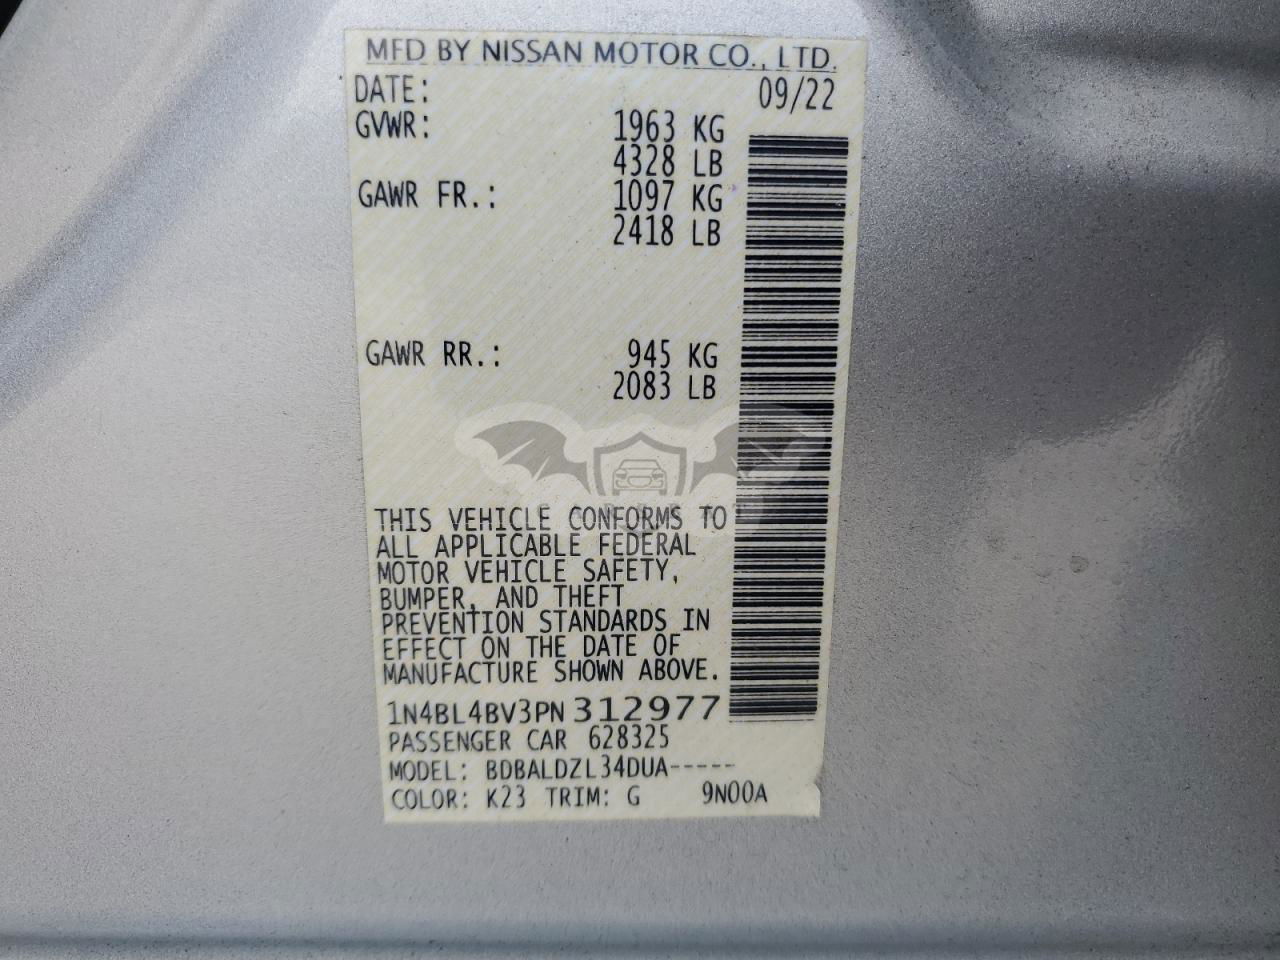 MFD BY NISSAN MOTOR CO., LTD.
DATE: 09/22
GVWR: 1963 KG
4328 LB
GAWR FR.: 1097 KG
2418 LB
GAWR RR.: 945 KG
2083 LB
THIS VEHICLE CONFORMS TO
ALL APPLICABLE FEDERAL
MOTOR VEHICLE SAFETY,
BUMPER, AND THEFT
PREVENTION STANDARDS IN
EFFECT ON THE DATE OF
MANUFACTURE SHOWN ABOVE.
1N4BL4BV3PN312977
PASSENGER CAR 628325
MODEL: BDBALDZL34DUA-----
COLOR: K23 TRIM: G 9N00A